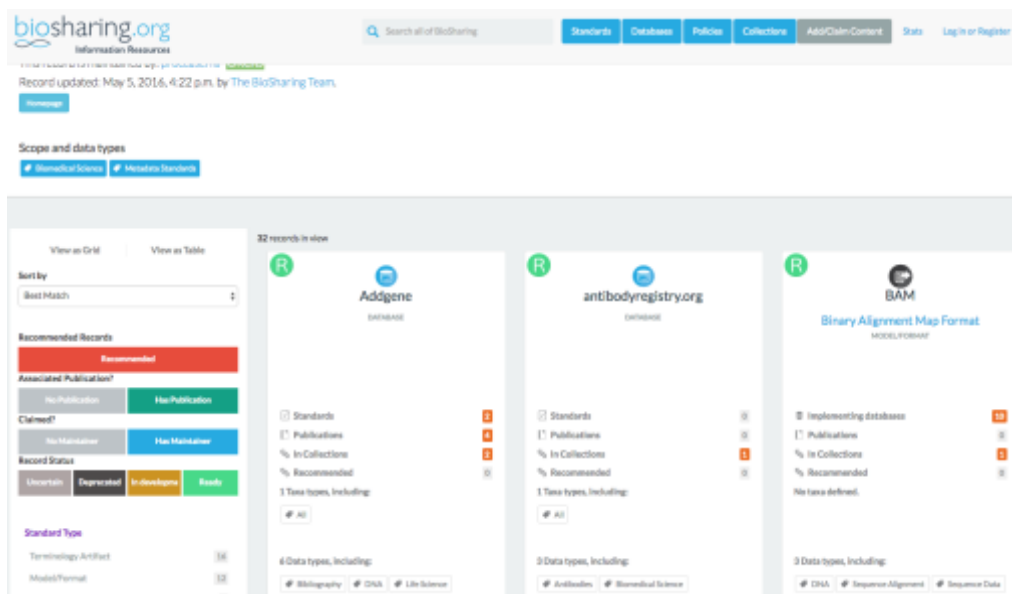 biosharing.org
Information Resources
Search all of BioSharing
Standards
Databases
Policies
Collections
Add/Claim Content
Stats
Log in or Register
Record updated: May 5, 2016, 4:22 p.m. by The BioSharing Team.
Homepage
Scope and data types
Biomedical Science
Metadata Standards
View as Grid
View as Table
Sort by
Best Match
Recommended Records
Recommended
Associated Publication?
No Publication
Has Publication
Claimed?
No Maintainer
Has Maintainer
Record Status
Uncertain
Deprecated
In developme
Ready
Standard Type
Terminology Artifact 16
Model/Format 12
32 records in view
R
Addgene
DATABASE
Standards 2
Publications 4
In Collections 2
Recommended 0
1 Taxa types, including:
All
6 Data types, including:
Bibliography
DNA
Life Science
R
antibodyregistry.org
DATABASE
Standards 0
Publications 0
In Collections 1
Recommended 0
1 Taxa types, including:
All
3 Data types, including:
Antibodies
Biomedical Science
R
BAM
Binary Alignment Map Format
MODEL/FORMAT
Implementing databases 10
Publications 0
In Collections 1
Recommended 0
No taxa defined.
3 Data types, including:
DNA
Sequence Alignment
Sequence Data